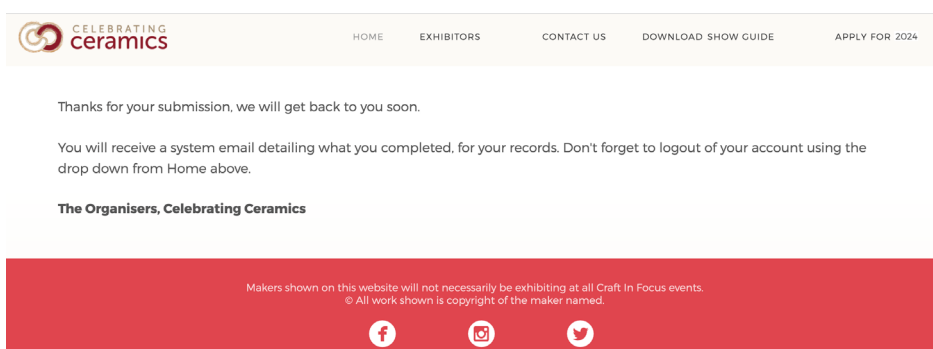 CELEBRATING
ceramics
HOME EXHIBITORS CONTACT US DOWNLOAD SHOW GUIDE APPLY FOR 2024
Thanks for your submission, we will get back to you soon.
You will receive a system email detailing what you completed, for your records. Don't forget to logout of your account using the
drop down from Home above.
The Organisers, Celebrating Ceramics
Makers shown on this website will not necessarily be exhibiting at all Craft In Focus events.
© All work shown is copyright of the maker named.